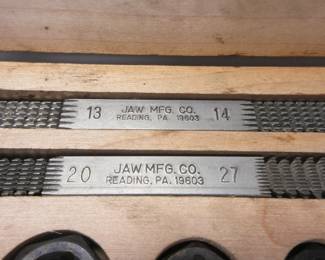 13 JAW MFG. CO. 14
READING, PA. 19603
20 JAW MFG. CO. 27
READING, PA. 19603